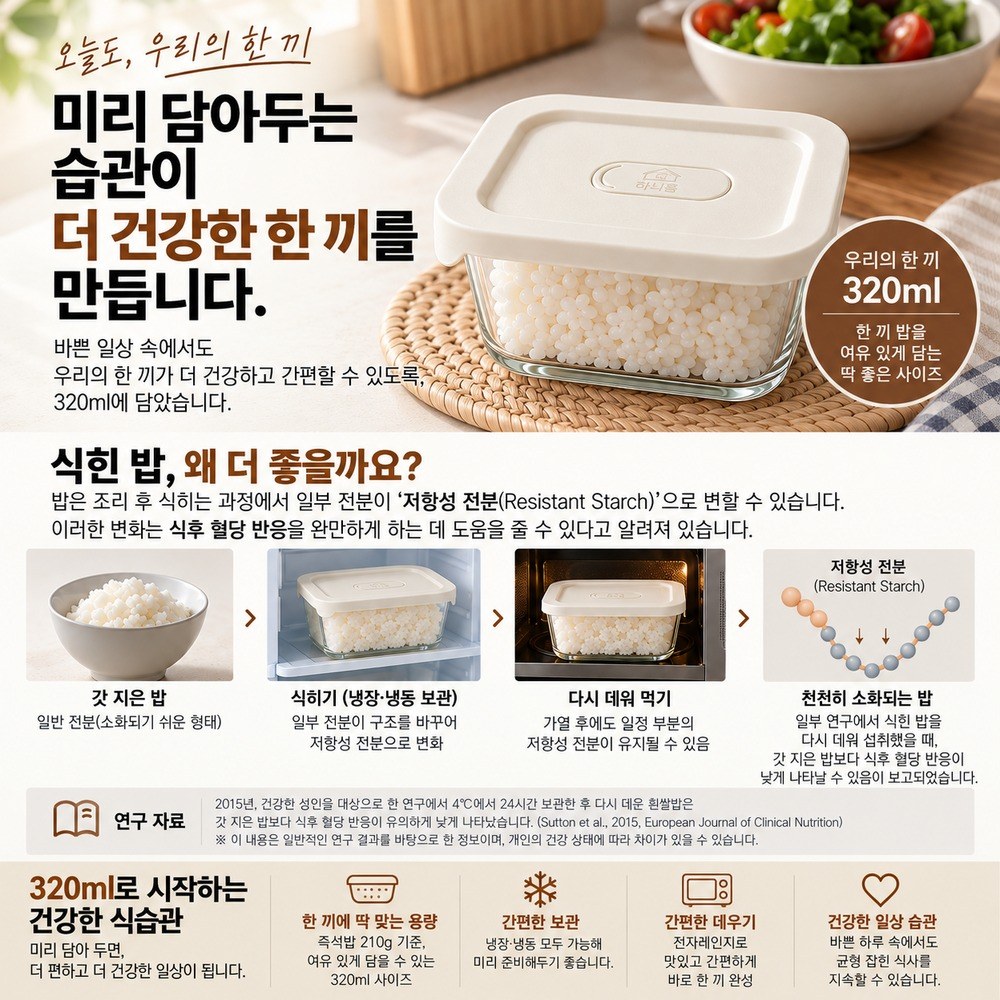 오늘도, 우리의 한 끼
미리 담아두는
습관이
더 건강한 한 끼를
만듭니다.
바쁜 일상 속에서도
우리의 한 끼가 더 건강하고 간편할 수 있도록,
320ml에 담았습니다.
우리의 한 끼
320ml
한 끼 밥을
여유 있게 담는
딱 좋은 사이즈
식힌 밥, 왜 더 좋을까요?
밥은 조리 후 식히는 과정에서 일부 전분이 ‘저항성 전분(Resistant Starch)’으로 변할 수 있습니다.
이러한 변화는 식후 혈당 반응을 완만하게 하는 데 도움을 줄 수 있다고 알려져 있습니다.
갓 지은 밥
일반 전분(소화되기 쉬운 형태)
식히기 (냉장·냉동 보관)
일부 전분이 구조를 바꾸어
저항성 전분으로 변화
다시 데워 먹기
가열 후에도 일정 부분의
저항성 전분이 유지될 수 있음
저항성 전분
(Resistant Starch)
천천히 소화되는 밥
일부 연구에서 식힌 밥을
다시 데워 섭취했을 때,
갓 지은 밥보다 식후 혈당 반응이
낮게 나타날 수 있음이 보고되었습니다.
연구 자료
2015년, 건강한 성인을 대상으로 한 연구에서 4℃에서 24시간 보관한 후 다시 데운 흰쌀밥은
갓 지은 밥보다 식후 혈당 반응이 유의하게 낮게 나타났습니다. (Sutton et al., 2015, European Journal of Clinical Nutrition)
※ 이 내용은 일반적인 연구 결과를 바탕으로 한 정보이며, 개인의 건강 상태에 따라 차이가 있을 수 있습니다.
320ml로 시작하는
건강한 식습관
미리 담아 두면,
더 편하고 더 건강한 일상이 됩니다.
한 끼에 딱 맞는 용량
즉석밥 210g 기준,
여유 있게 담을 수 있는
320ml 사이즈
간편한 보관
냉장·냉동 모두 가능해
미리 준비해두기 좋습니다.
간편한 데우기
전자레인지로
맛있고 간편하게
바로 한 끼 완성
건강한 일상 습관
바쁜 하루 속에서도
균형 잡힌 식사를
지속할 수 있습니다.